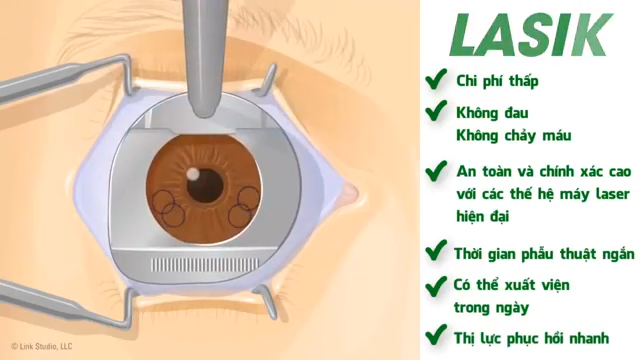 LASIK
Chi phí thấp
Không đau
Không chảy máu
An toàn và chính xác cao
với các thế hệ máy laser
hiện đại
Thời gian phẫu thuật ngắn
Có thể xuất viện
trong ngày
Thị lực phục hồi nhanh
© Link Studio, LLC